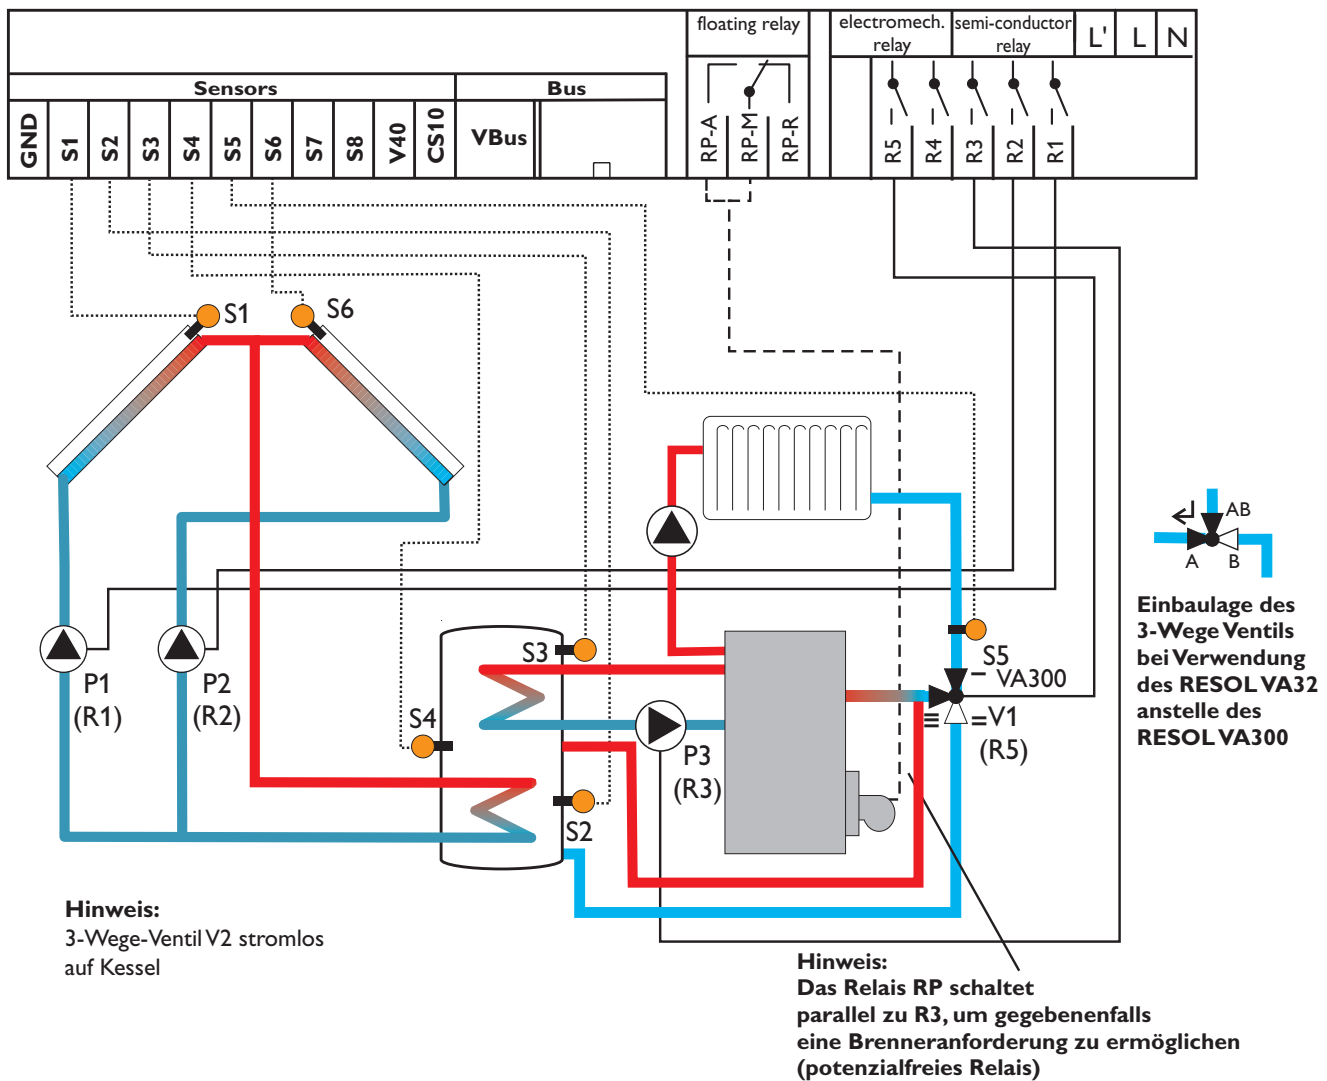 floating relay
electromech.
relay
semi-conductor
relay
L'
L
N
Sensors
Bus
GND
S1
S2
S3
S4
S5
S6
S7
S8
V40
CS10
VBus
RP-A
RP-M
RP-R
R5
R4
R3
R2
R1
S1
S6
AB
A
B
Einbaulage des
3-Wege Ventils
bei Verwendung
des RESOL VA32
anstelle des
RESOL VA300
S3
S5
VA300
P1
(R1)
P2
(R2)
S4
P3
(R3)
V1
(R5)
S2
Hinweis:
3-Wege-Ventil V2 stromlos
auf Kessel
Hinweis:
Das Relais RP schaltet
parallel zu R3, um gegebenenfalls
eine Brenneranforderung zu ermöglichen
(potenzialfreies Relais)